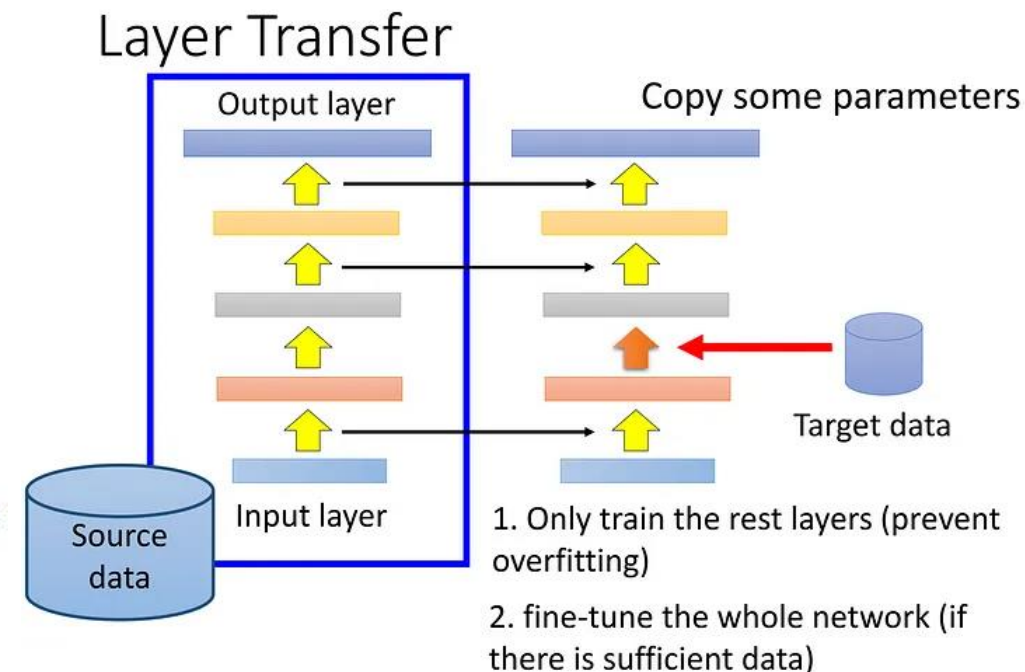 Layer Transfer
Output layer
Copy some parameters
Target data
Input layer
Source
data
1. Only train the rest layers (prevent
overfitting)
2. fine-tune the whole network (if
there is sufficient data)